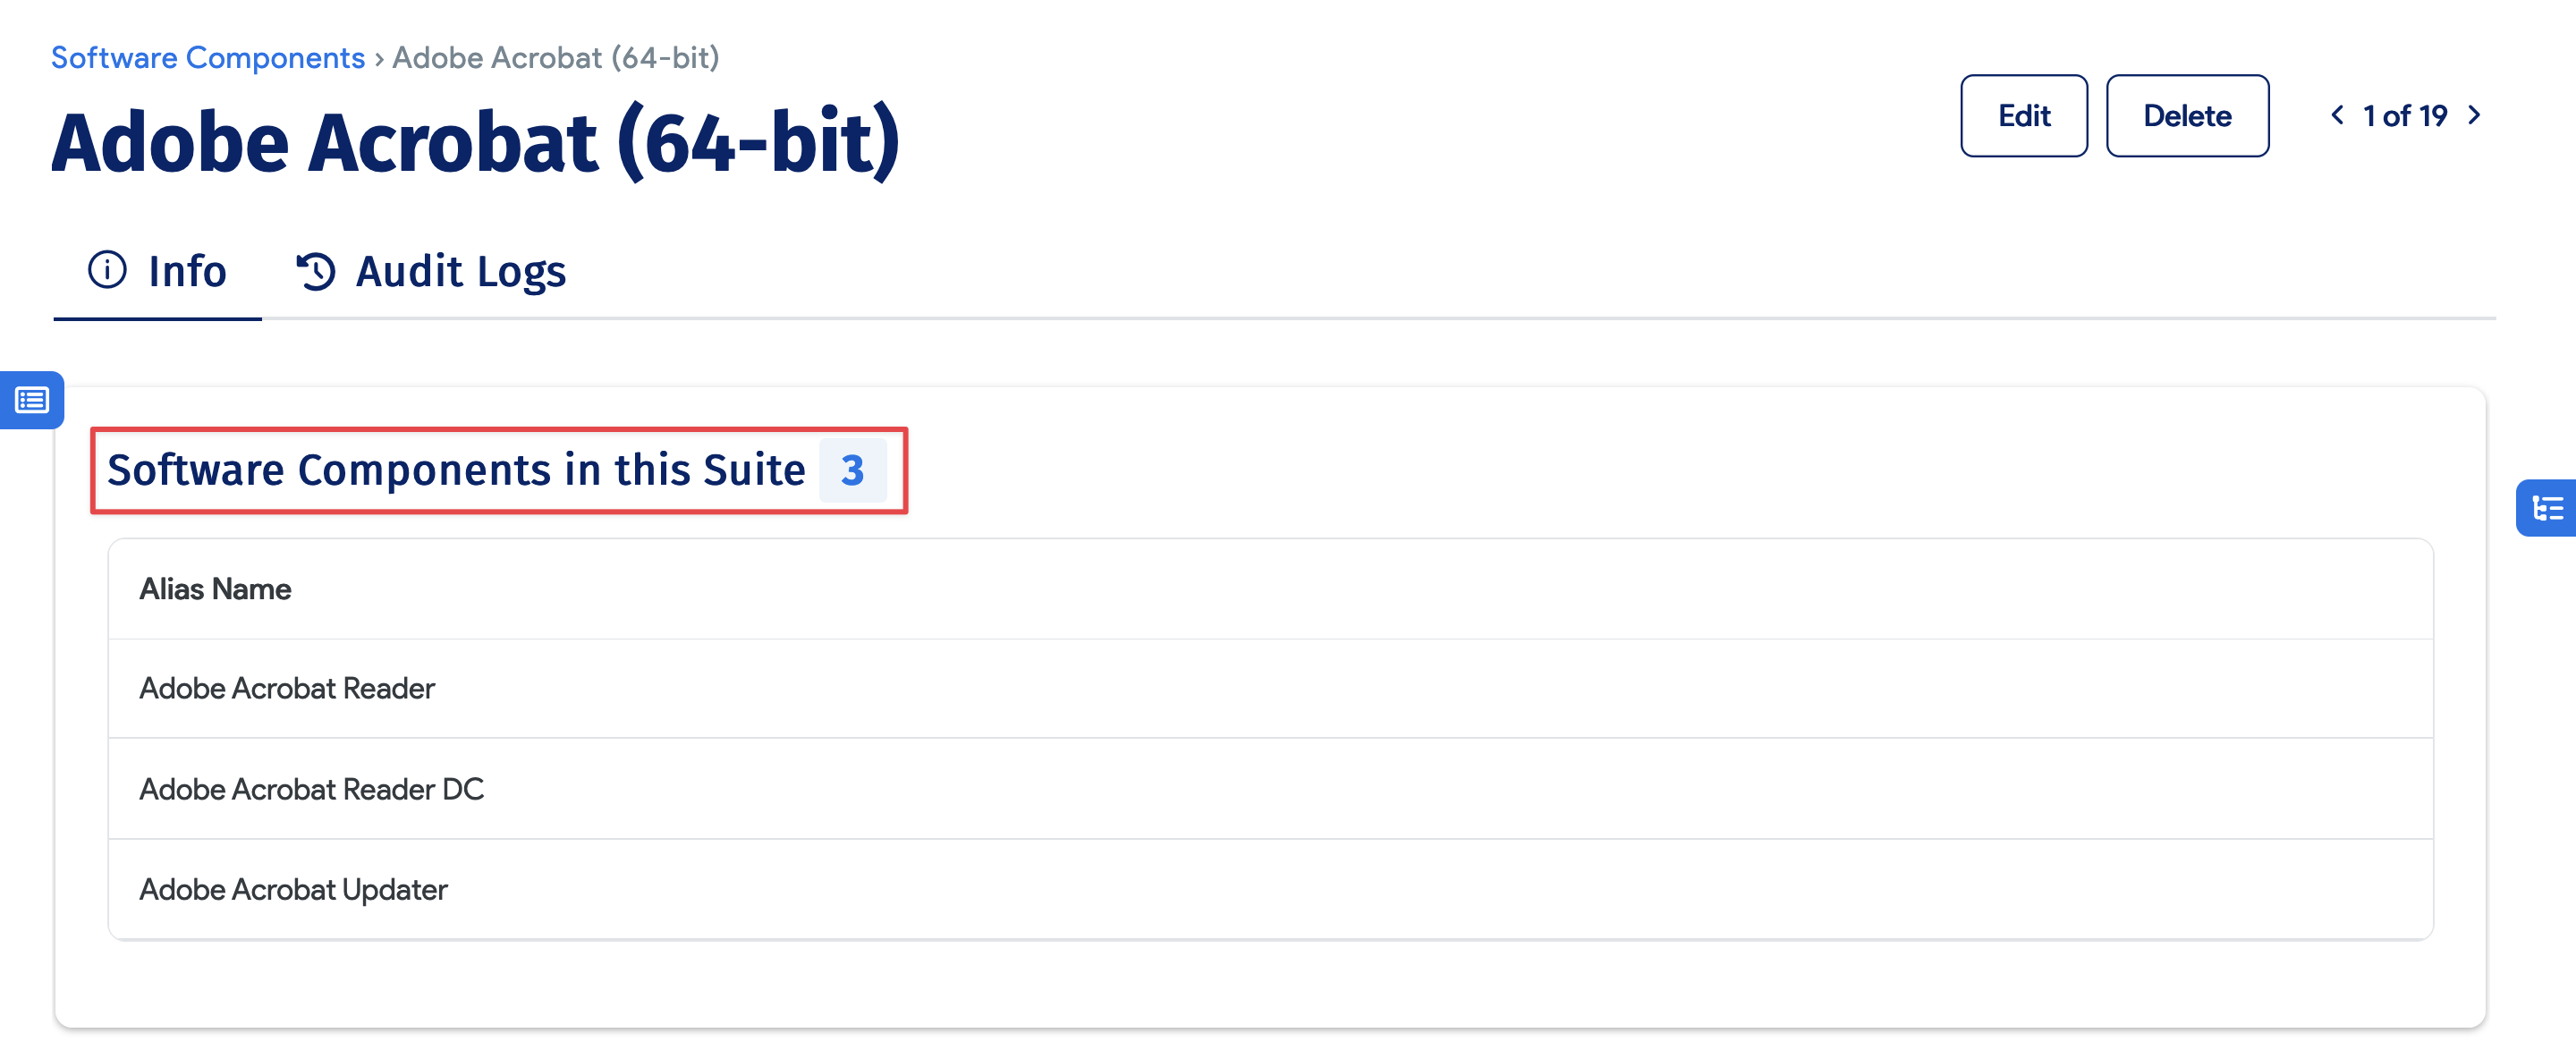 Software Components › Adobe Acrobat (64-bit)
Adobe Acrobat (64-bit)
Edit
Delete
‹ 1 of 19 ›
Info
Audit Logs
Software Components in this Suite 3
Alias Name
Adobe Acrobat Reader
Adobe Acrobat Reader DC
Adobe Acrobat Updater